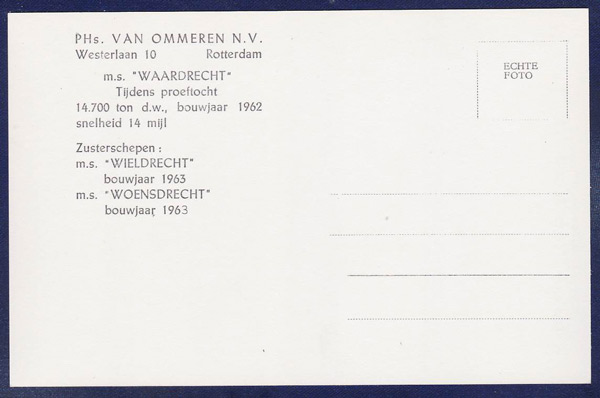 PHs. VAN OMMEREN N.V.
Westerlaan 10 Rotterdam
m.s. "WAARDRECHT"
Tijdens proeftocht
14.700 ton d.w., bouwjaar 1962
snelheid 14 mijl
Zusterschepen :
m.s. "WIELDRECHT"
bouwjaar 1963
m.s. "WOENSDRECHT"
bouwjaar 1963
ECHTE
FOTO